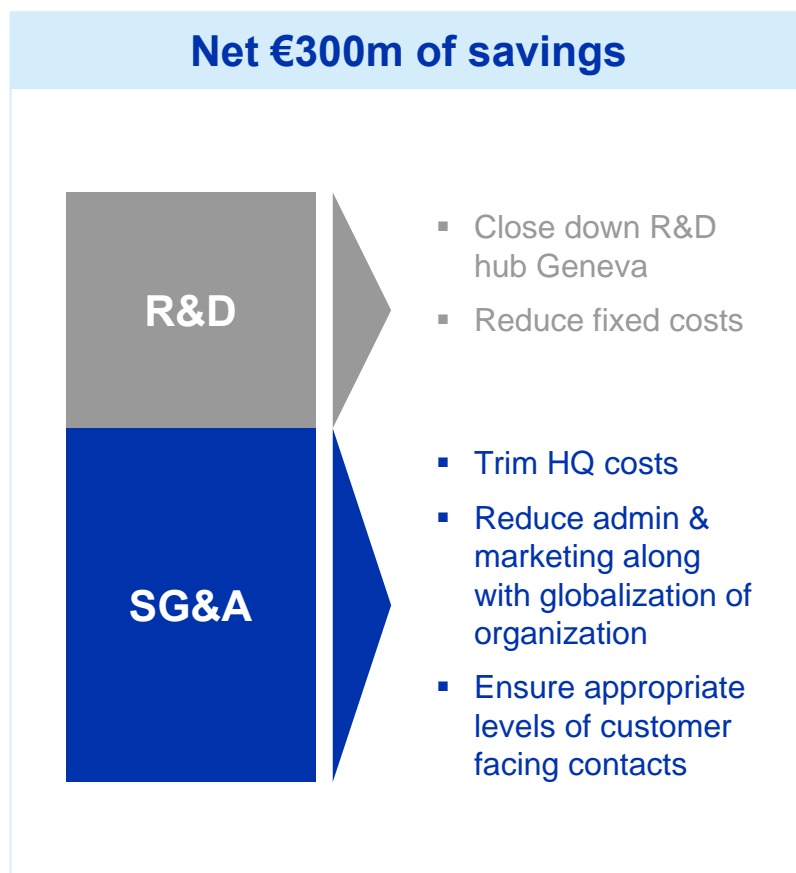 Net €300m of savings
R&D
▪ Close down R&D
hub Geneva
▪ Reduce fixed costs
SG&A
▪ Trim HQ costs
▪ Reduce admin &
marketing along
with globalization of
organization
▪ Ensure appropriate
levels of customer
facing contacts